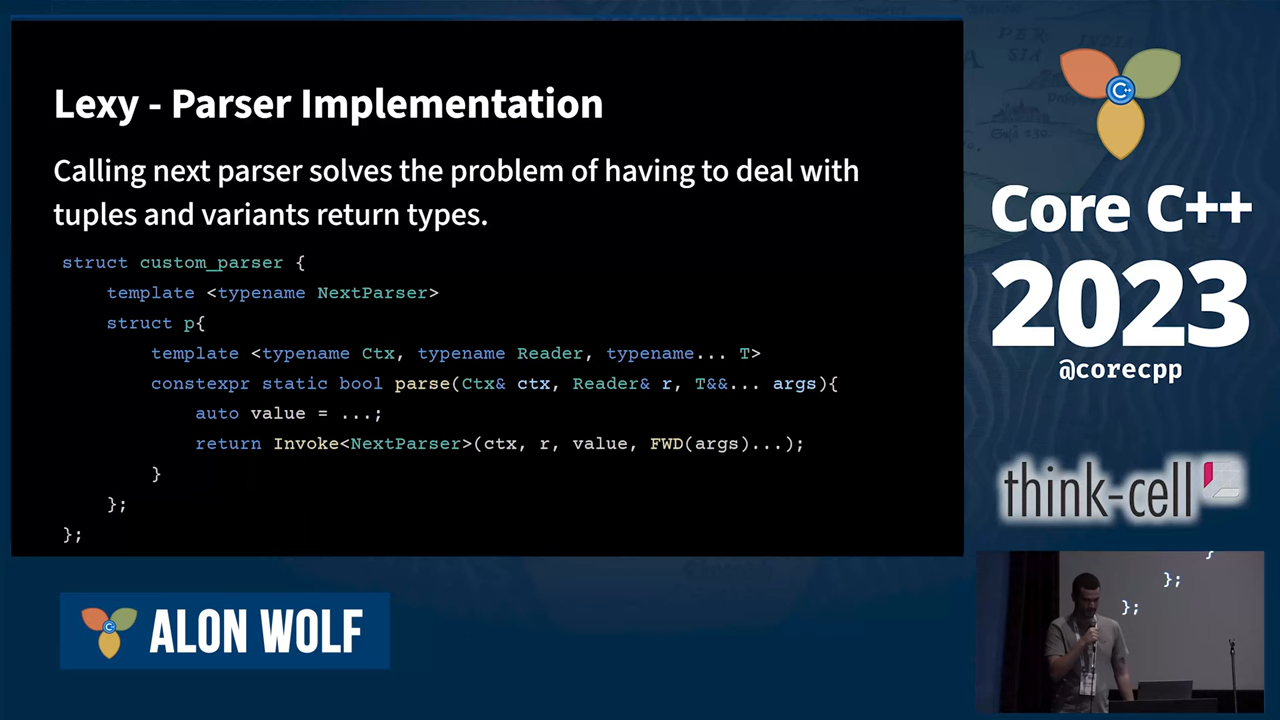 Lexy - Parser Implementation
Calling next parser solves the problem of having to deal with
tuples and variants return types.
struct custom_parser {
template <typename NextParser>
struct p{
template <typename Ctx, typename Reader, typename... T>
constexpr static bool parse(Ctx& ctx, Reader& r, T&&... args){
auto value = ...;
return Invoke<NextParser>(ctx, r, value, FWD(args)...);
}
};
};
C++
Core C++
2023
@corecpp
think-cell
}
};
};
C++
ALON WOLF